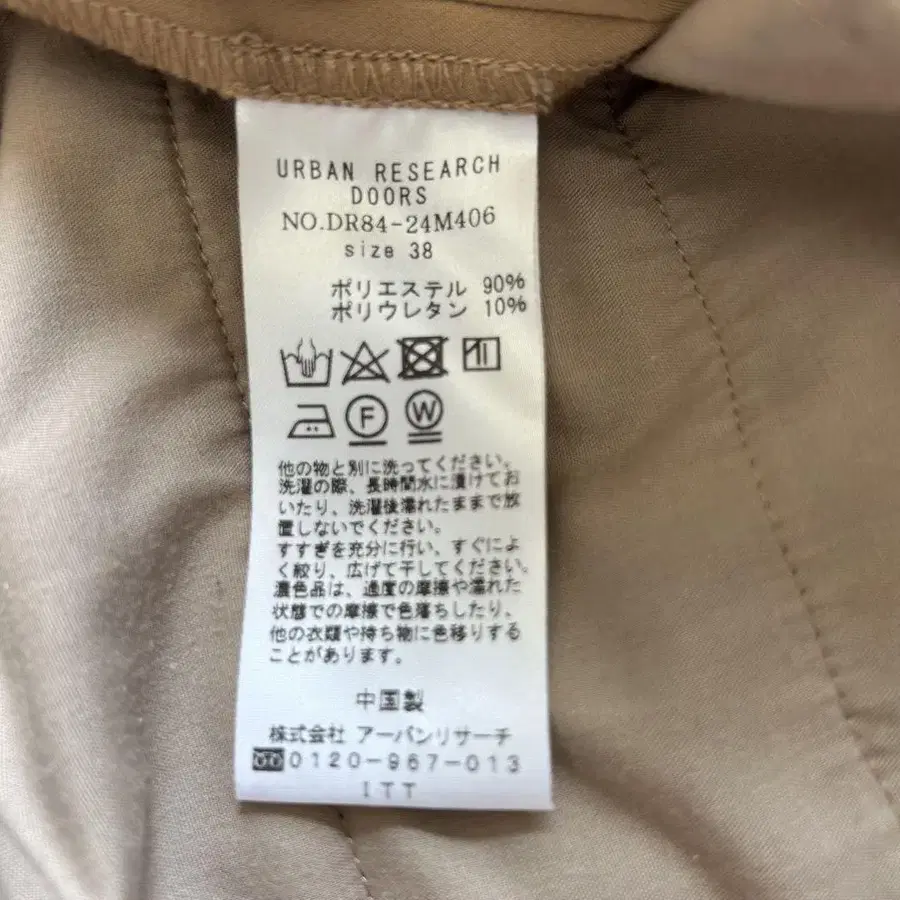 URBAN RESEARCH
DOORS
NO.DR84-24M406
size 38
ポリエステル 90%
ポリウレタン 10%
F W
他の物と別に洗ってください。
洗濯の際、長時間水に漬けてお
いたり、洗濯後濡れたままで放
置しないでください。
すすぎを充分に行い、すぐによ
く絞り、広げて干してください。
濃色品は、過度の摩擦や濡れた
状態での摩擦で色落ちしたり、
他の衣類や持ち物に色移りする
ことがあります。
中国製
株式会社 アーバンリサーチ
0120-967-013
ITT